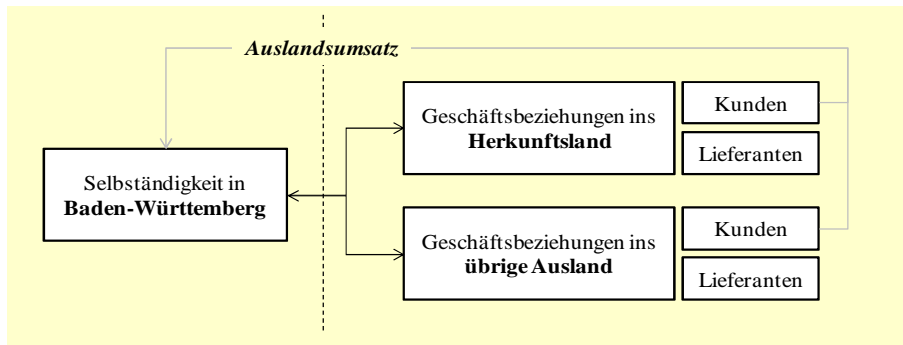 Auslandsumsatz
Geschäftsbeziehungen ins
Herkunftsland
Kunden
Lieferanten
Selbständigkeit in
Baden-Württemberg
Geschäftsbeziehungen ins
übrige Ausland
Kunden
Lieferanten